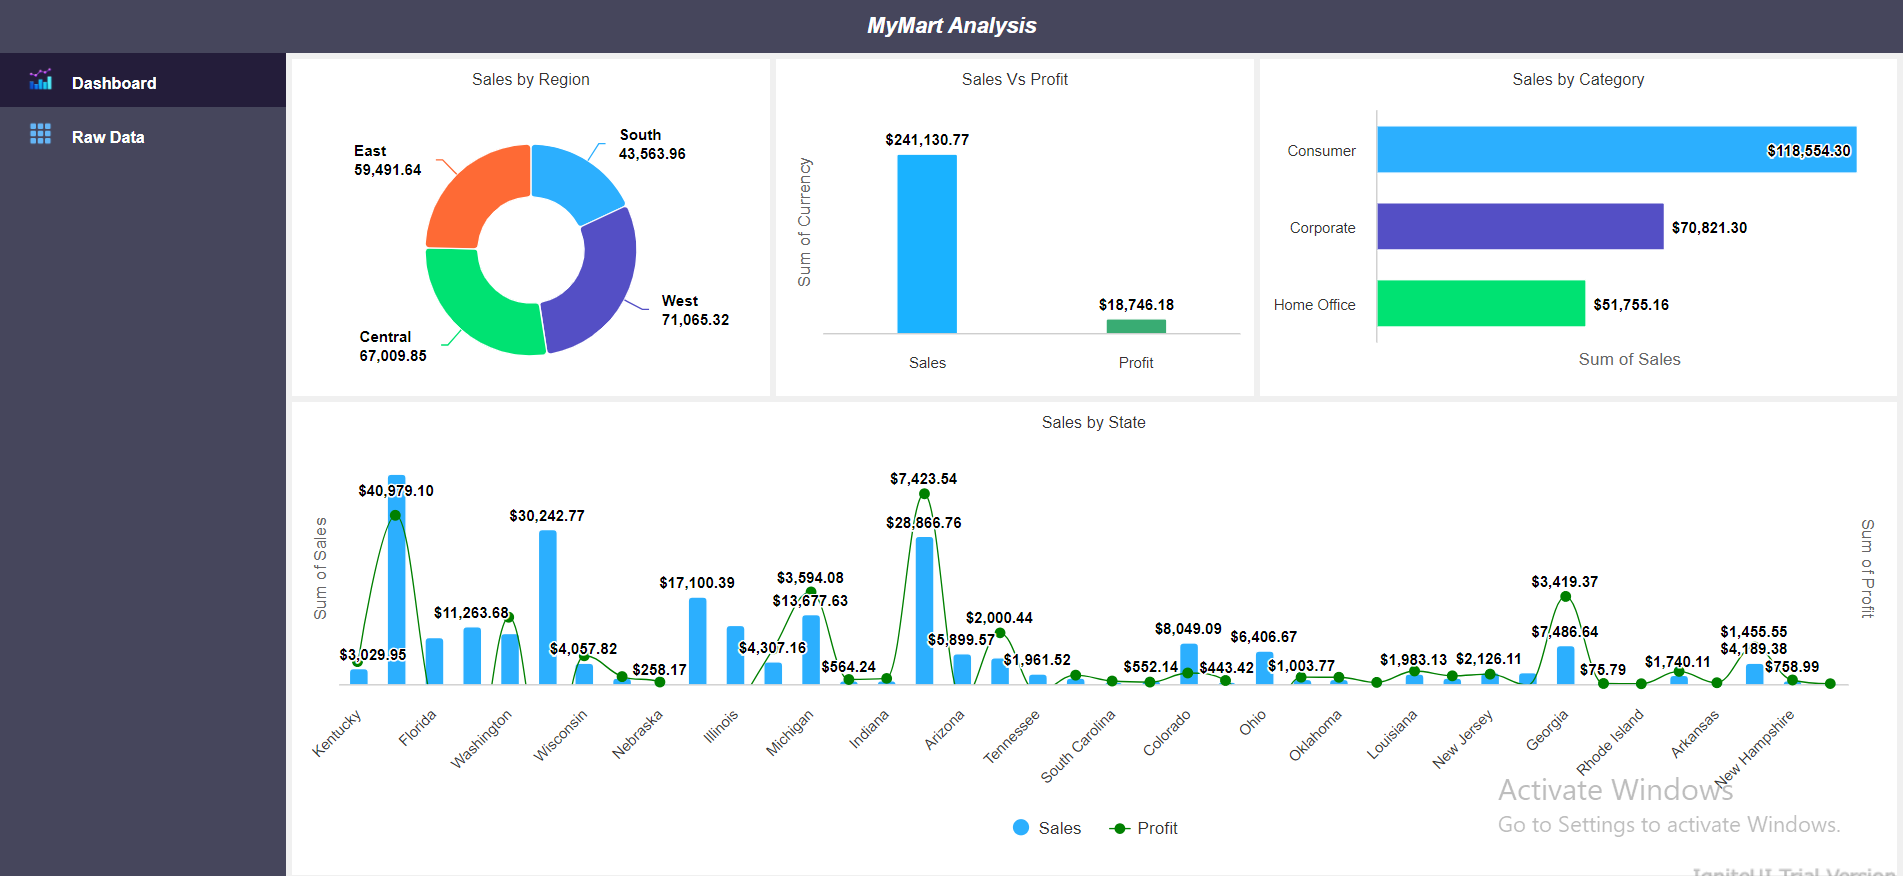 MyMart Analysis
Dashboard
Raw Data
Sales by Region
South
43,563.96
East
59,491.64
West
71,065.32
Central
67,009.85
Sales Vs Profit
Sum of Currency
$241,130.77
$18,746.18
Sales
Profit
Sales by Category
Consumer
$118,554.30
Corporate
$70,821.30
Home Office
$51,755.16
Sum of Sales
Sales by State
Sum of Sales
Sum of Profit
$3,029.95
$40,979.10
$11,263.68
$30,242.77
$4,057.82
$258.17
$17,100.39
$4,307.16
$3,594.08
$13,677.63
$564.24
$7,423.54
$28,866.76
$5,899.57
$2,000.44
$1,961.52
$552.14
$8,049.09
$443.42
$6,406.67
$1,003.77
$1,983.13
$2,126.11
$3,419.37
$7,486.64
$75.79
$1,740.11
$1,455.55
$4,189.38
$758.99
Kentucky
Florida
Washington
Wisconsin
Nebraska
Illinois
Michigan
Indiana
Arizona
Tennessee
South Carolina
Colorado
Ohio
Oklahoma
Louisiana
New Jersey
Georgia
Rhode Island
Arkansas
New Hampshire
Sales
Profit
Activate Windows
Go to Settings to activate Windows.
IgniteUI Trial Version